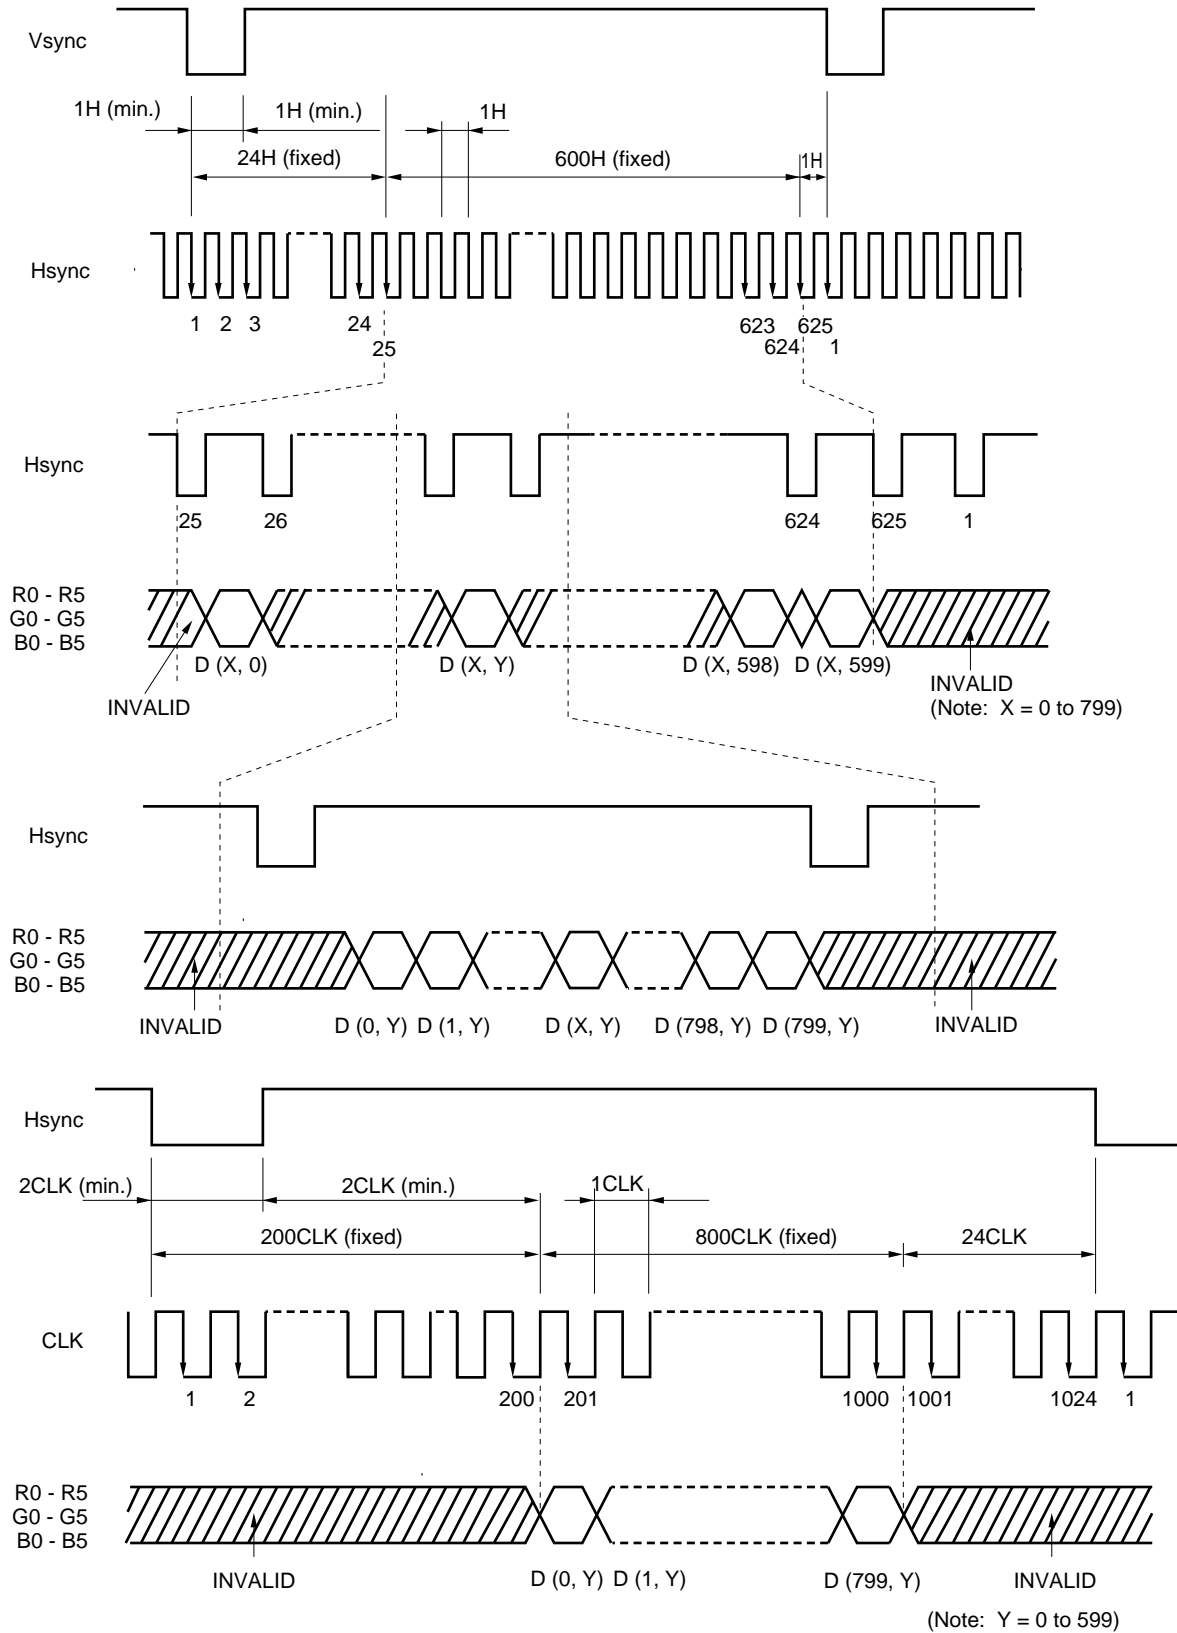 Vsync
1H (min.) 1H (min.) 1H
24H (fixed) 600H (fixed) 1H
Hsync
1 2 3 24 623 625
25 624 1
Hsync
25 26 624 625 1
R0 - R5
G0 - G5
B0 - B5
D (X, 0) D (X, Y) D (X, 598) D (X, 599)
INVALID INVALID
(Note: X = 0 to 799)
Hsync
R0 - R5
G0 - G5
B0 - B5
INVALID D (0, Y) D (1, Y) D (X, Y) D (798, Y) D (799, Y) INVALID
Hsync
2CLK (min.) 2CLK (min.) 1CLK
200CLK (fixed) 800CLK (fixed) 24CLK
CLK
1 2 200 201 1000 1001 1024 1
R0 - R5
G0 - G5
B0 - B5
INVALID D (0, Y) D (1, Y) D (799, Y) INVALID
(Note: Y = 0 to 599)